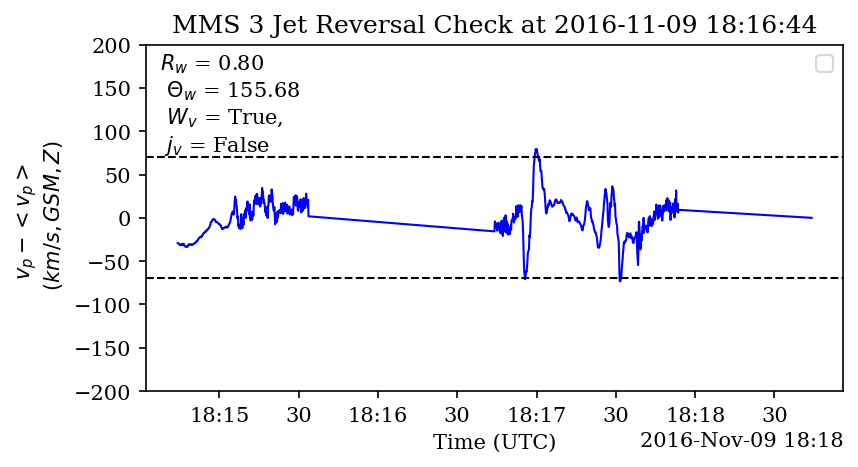 MMS 3 Jet Reversal Check at 2016-11-09 18:16:44
200
150
100
50
0
−50
−100
−150
−200
v_p − <v_p>
(km/s, GSM, Z)
R_w = 0.80
Θ_w = 155.68
W_v = True,
j_v = False
18:15 30 18:16 30 18:17 30 18:18 30
Time (UTC)
2016-Nov-09 18:18